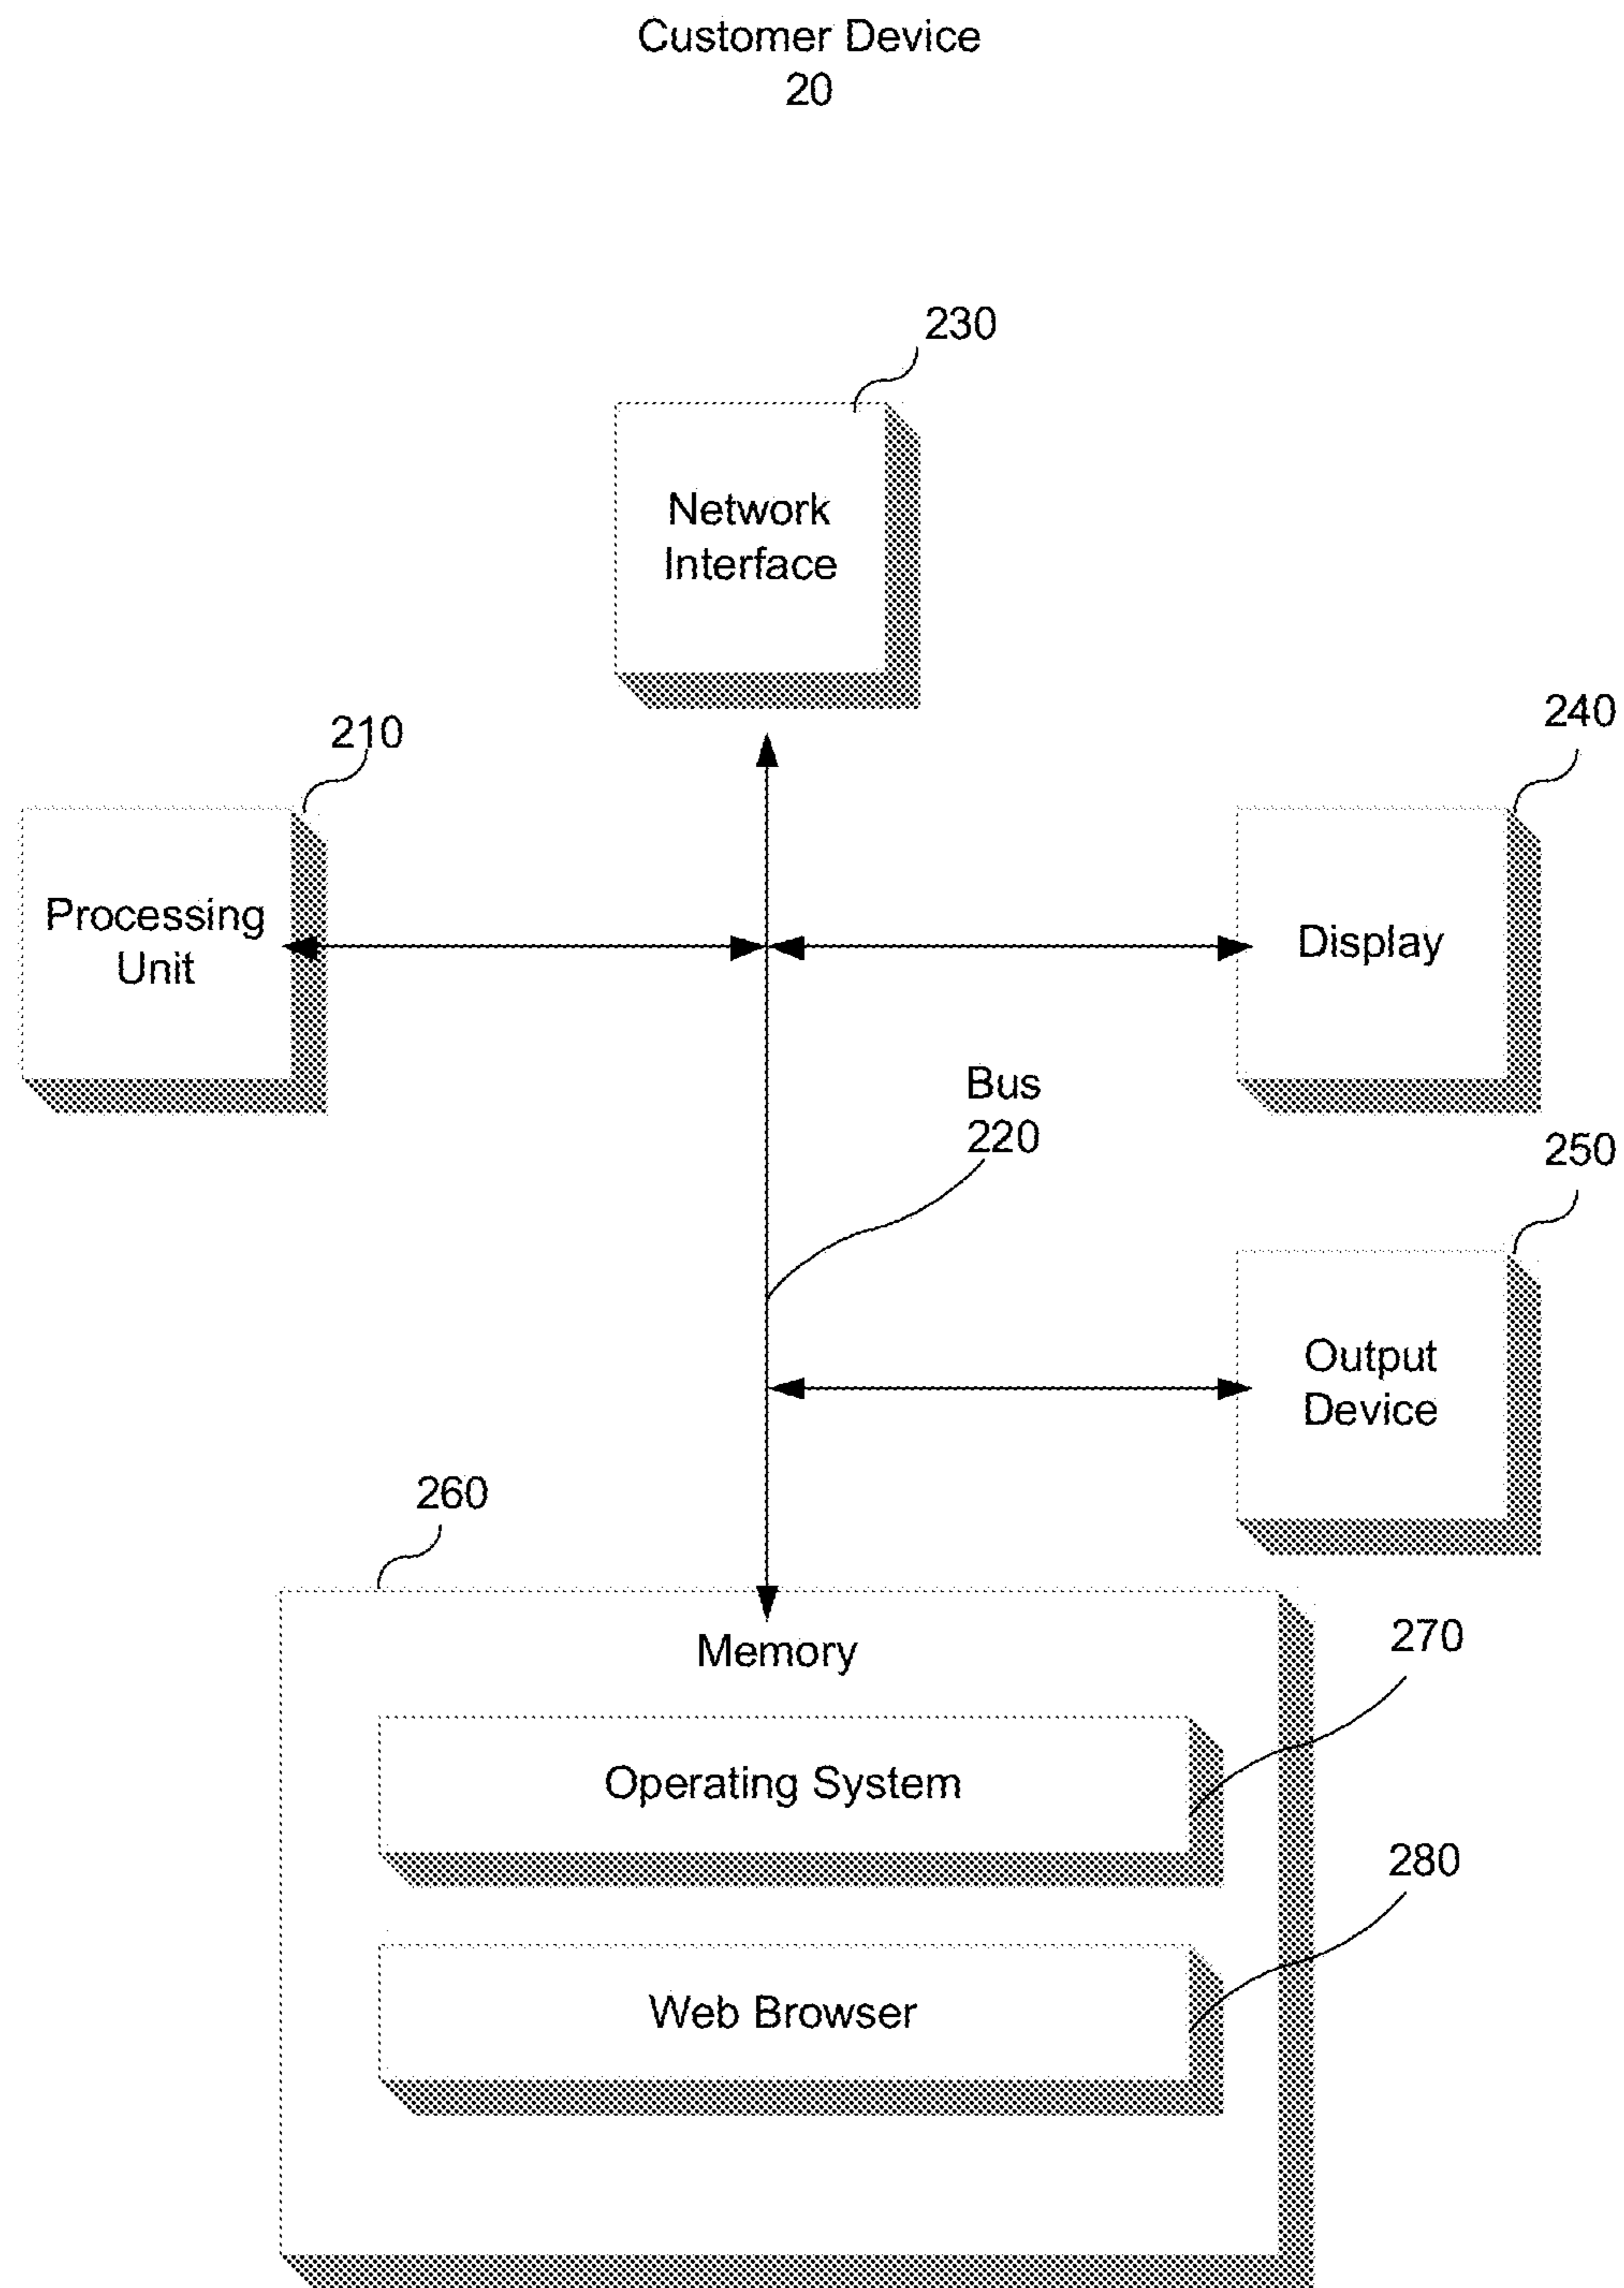 Customer Device
20
230
Network
Interface
210
240
Processing
Unit
Display
Bus
220
250
Output
Device
260
Memory
270
Operating System
280
Web Browser